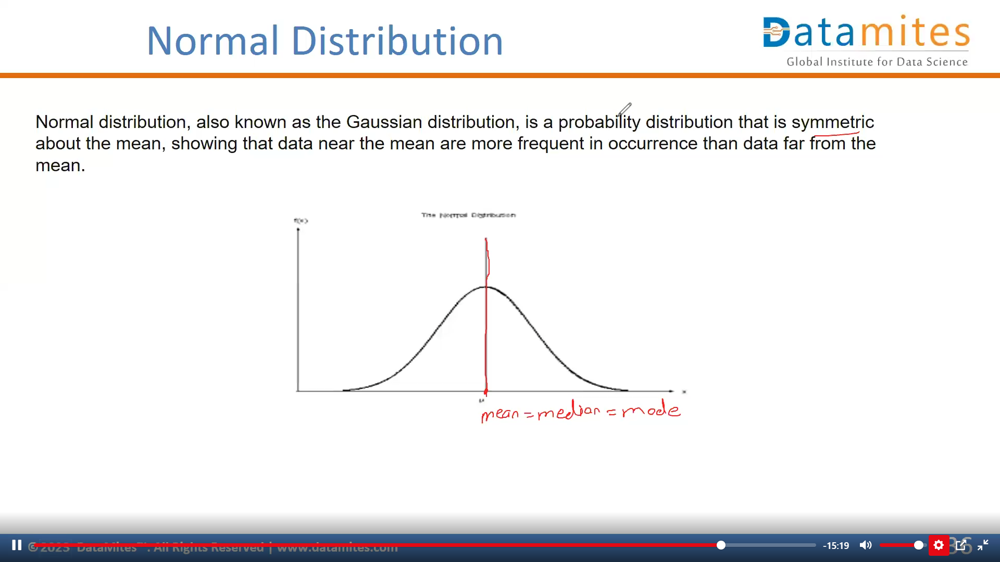 Normal Distribution
Datamites
Global Institute for Data Science
Normal distribution, also known as the Gaussian distribution, is a probability distribution that is symmetric
about the mean, showing that data near the mean are more frequent in occurrence than data far from the
mean.
The Normal Distribution
f(x)
x
μ
mean = median = mode
© 2023 DataMites™. All Rights Reserved | www.datamites.com
-15:19
36